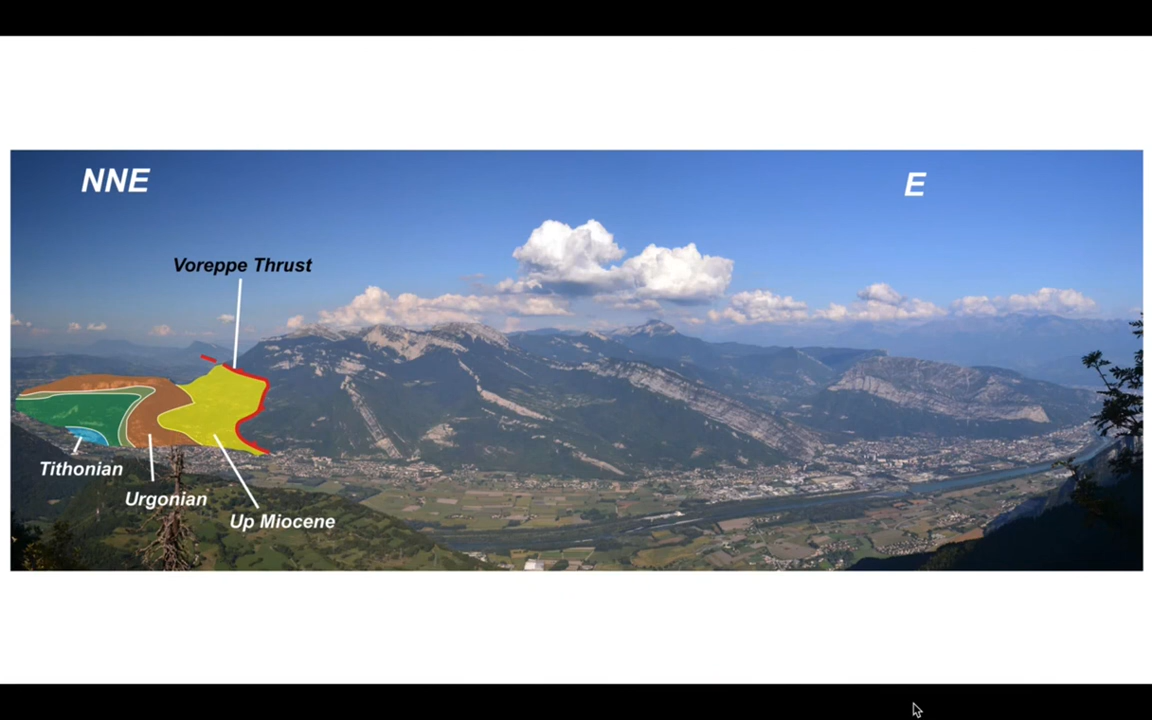 NNE
E
Voreppe Thrust
Tithonian
Urgonian
Up Miocene